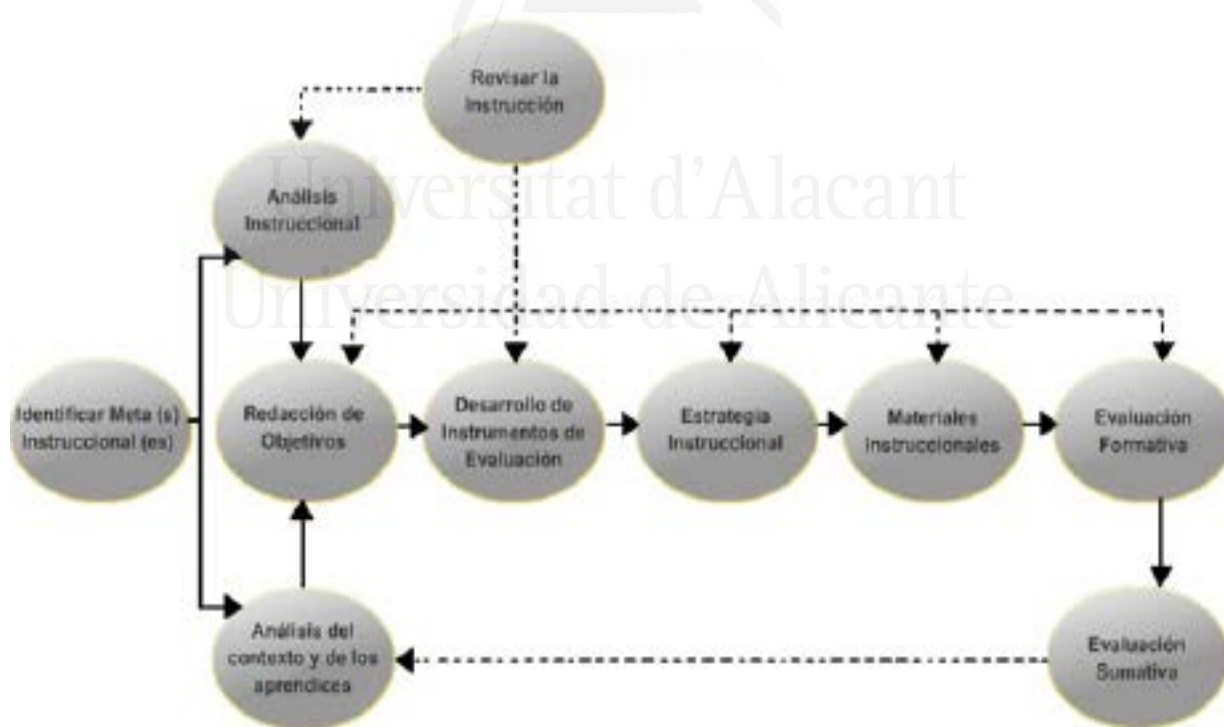 Revisar la
Instrucción
Análisis
Instruccional
Universitat d'Alacant
Universidad de Alicante
Identificar Meta (s)
Instruccional (es)
Redacción de
Objetivos
Desarrollo de
Instrumentos de
Evaluación
Estrategia
Instruccional
Materiales
Instruccionales
Evaluación
Formativa
Análisis del
contexto y de los
aprendices
Evaluación
Sumativa